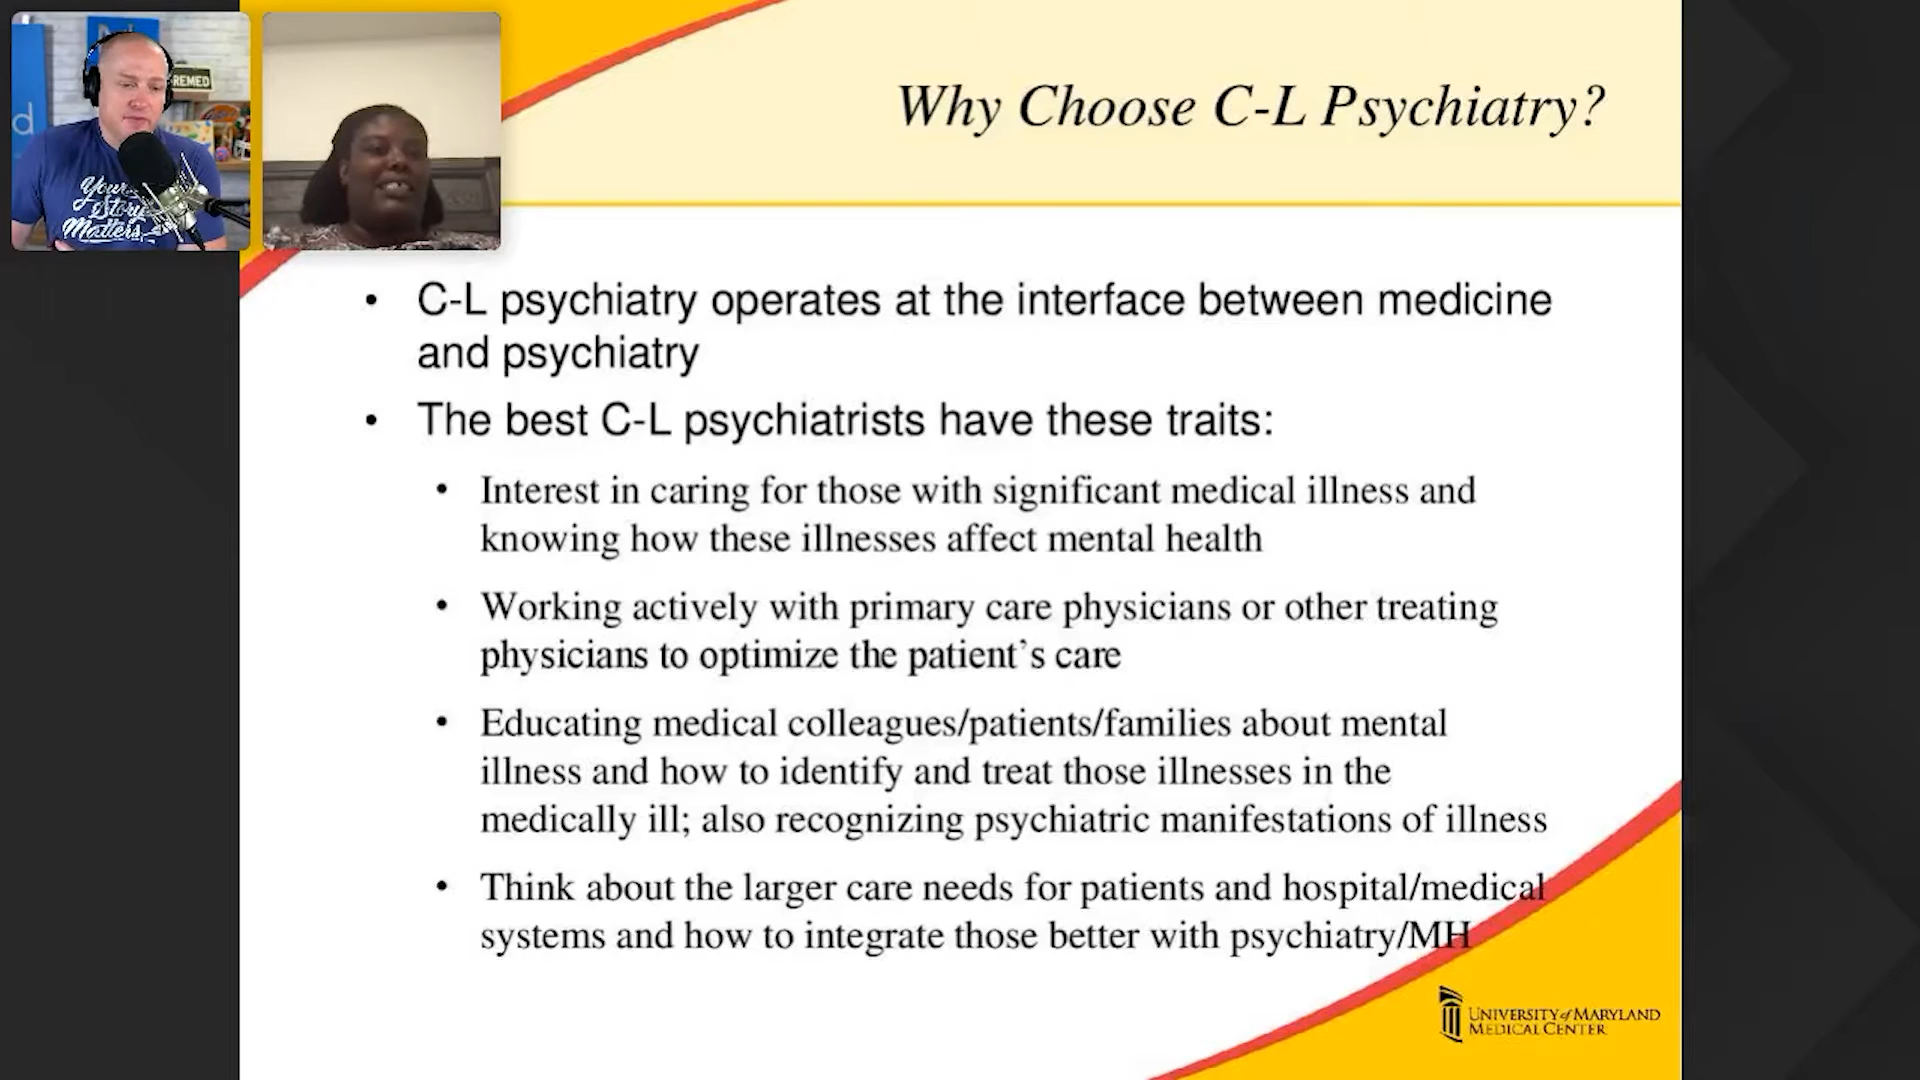 REMED
d
Your
Story
Matters
Why Choose C-L Psychiatry?
• C-L psychiatry operates at the interface between medicine
and psychiatry
• The best C-L psychiatrists have these traits:
• Interest in caring for those with significant medical illness and
knowing how these illnesses affect mental health
• Working actively with primary care physicians or other treating
physicians to optimize the patient’s care
• Educating medical colleagues/patients/families about mental
illness and how to identify and treat those illnesses in the
medically ill; also recognizing psychiatric manifestations of illness
• Think about the larger care needs for patients and hospital/medical
systems and how to integrate those better with psychiatry/MH
UNIVERSITY of MARYLAND
MEDICAL CENTER